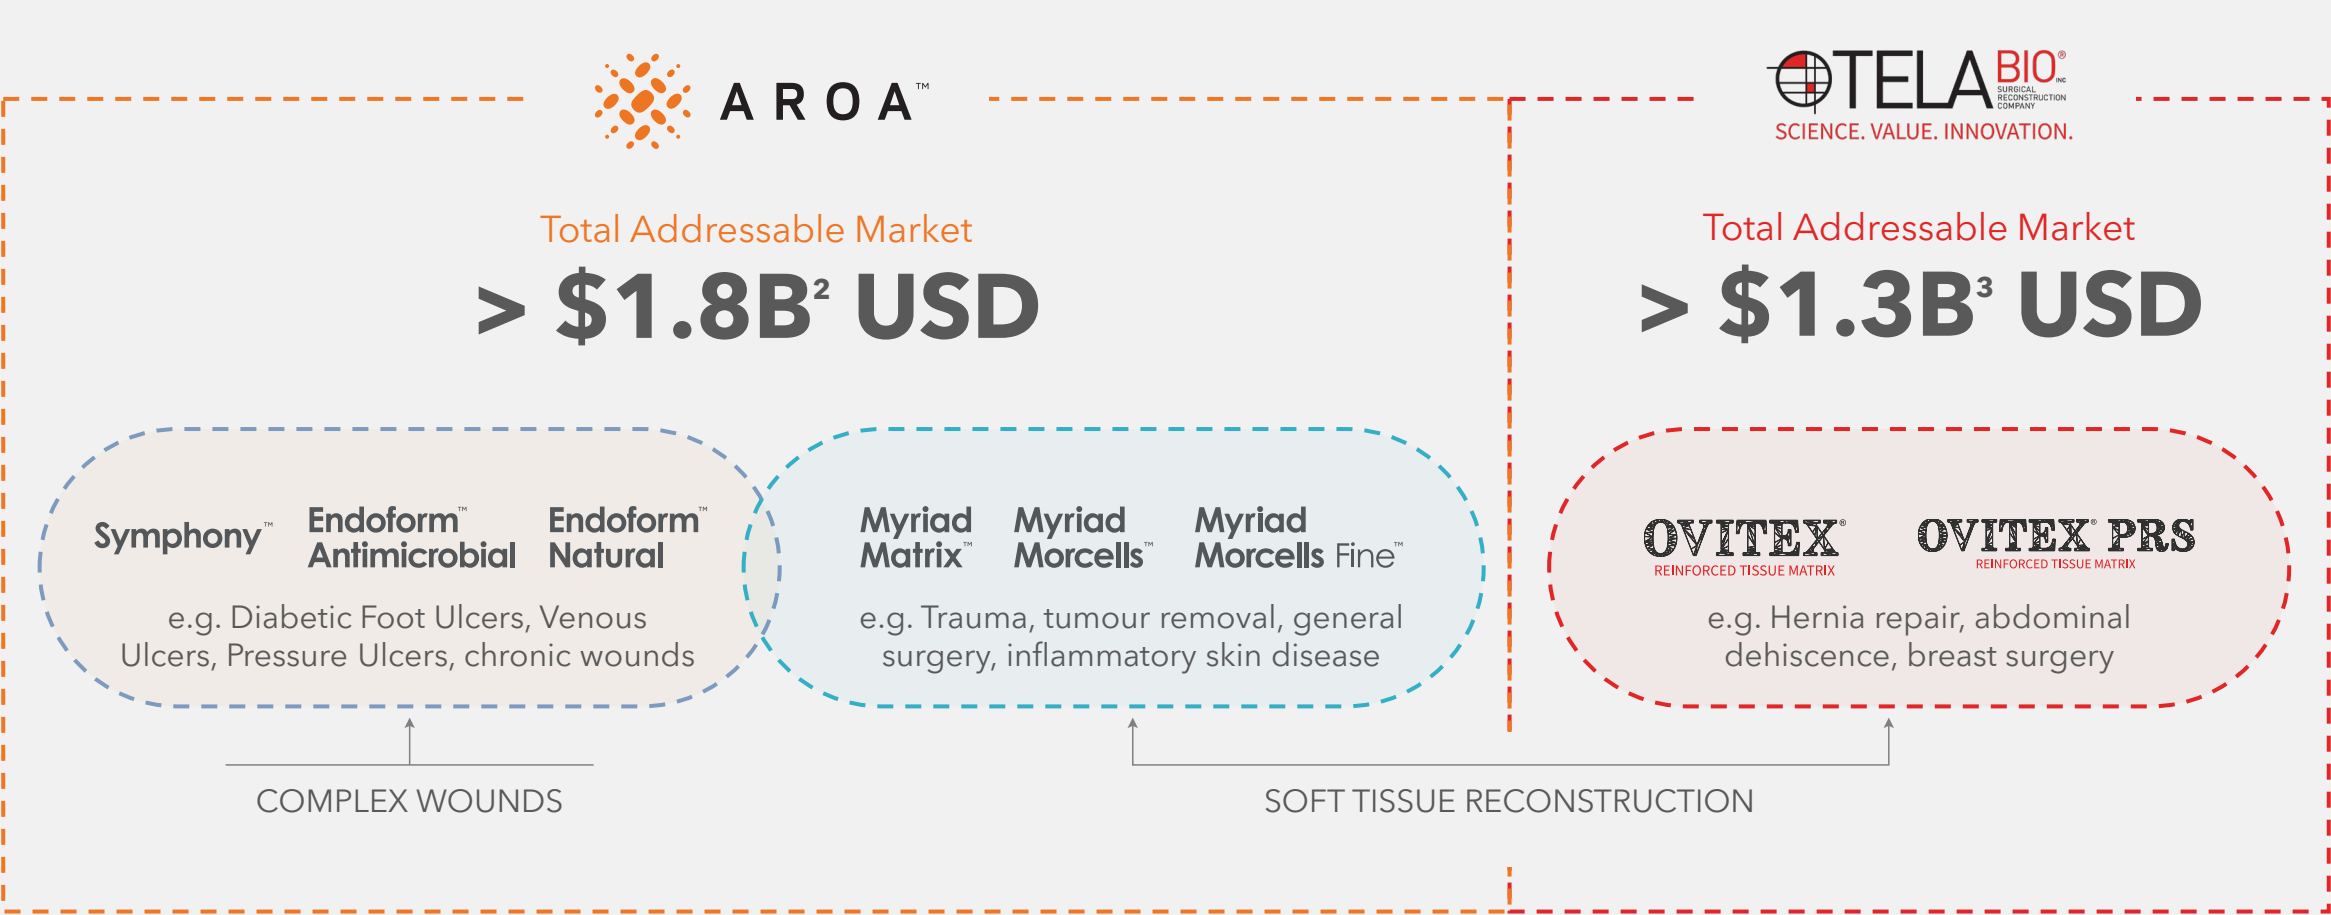 AROA™
Total Addressable Market
> $1.8B² USD
Symphony™
Endoform™
Antimicrobial
Endoform™
Natural
e.g. Diabetic Foot Ulcers, Venous
Ulcers, Pressure Ulcers, chronic wounds
Myriad
Matrix™
Myriad
Morcells™
Myriad
Morcells Fine™
e.g. Trauma, tumour removal, general
surgery, inflammatory skin disease
TELA BIO® INC
SURGICAL
RECONSTRUCTION
COMPANY
SCIENCE. VALUE. INNOVATION.
Total Addressable Market
> $1.3B³ USD
OVITEX®
REINFORCED TISSUE MATRIX
OVITEX® PRS
REINFORCED TISSUE MATRIX
e.g. Hernia repair, abdominal
dehiscence, breast surgery
COMPLEX WOUNDS
SOFT TISSUE RECONSTRUCTION